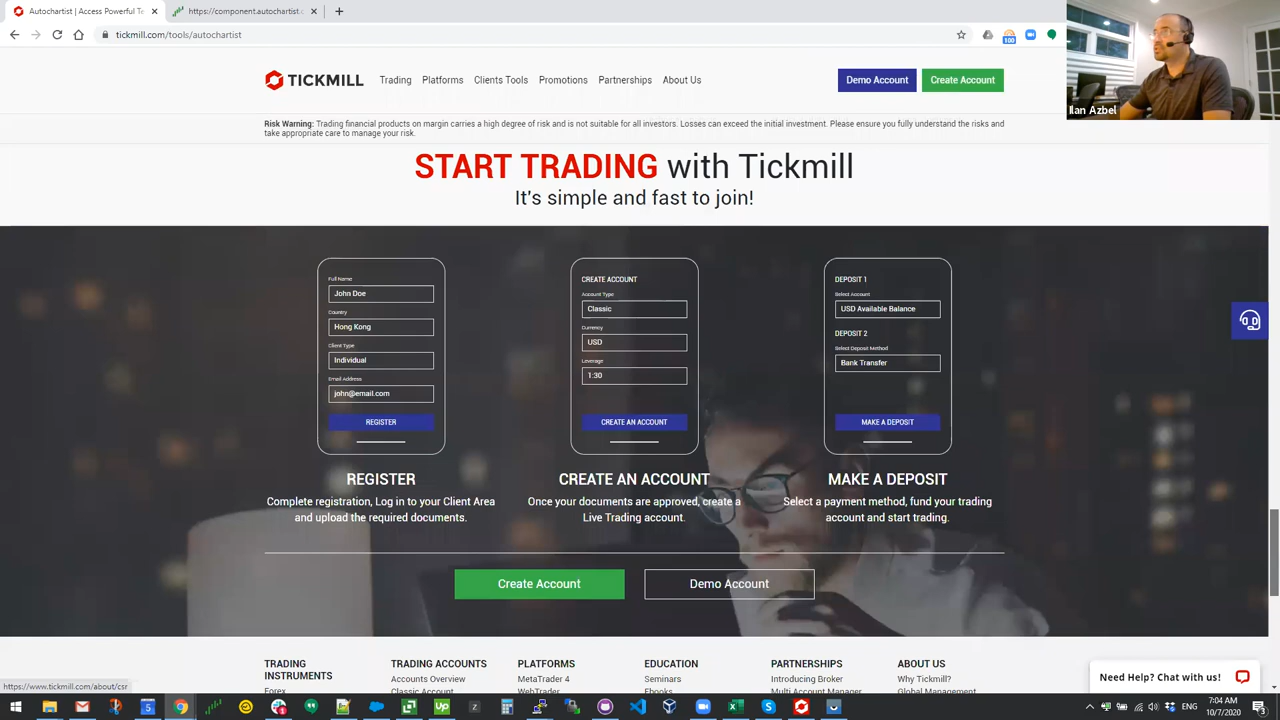 Autochartist | Access Powerful Te
https://component.autochartist.c
tickmill.com/tools/autochartist
100
TICKMILL
Trading
Platforms
Clients Tools
Promotions
Partnerships
About Us
Demo Account
Create Account
Ilan Azbel
Risk Warning: Trading financial products on margin carries a high degree of risk and is not suitable for all investors. Losses can exceed the initial investment. Please ensure you fully understand the risks and
take appropriate care to manage your risk.
START TRADING with Tickmill
It's simple and fast to join!
Full Name
John Doe
Country
Hong Kong
Client Type
Individual
Email Address
john@email.com
REGISTER
CREATE ACCOUNT
Account Type
Classic
Currency
USD
Leverage
1:30
CREATE AN ACCOUNT
DEPOSIT 1
Select Account
USD Available Balance
DEPOSIT 2
Select Deposit Method
Bank Transfer
MAKE A DEPOSIT
REGISTER
Complete registration, Log in to your Client Area
and upload the required documents.
CREATE AN ACCOUNT
Once your documents are approved, create a
Live Trading account.
MAKE A DEPOSIT
Select a payment method, fund your trading
account and start trading.
Create Account
Demo Account
TRADING
INSTRUMENTS
Forex
TRADING ACCOUNTS
Accounts Overview
Classic Account
PLATFORMS
MetaTrader 4
WebTrader
EDUCATION
Seminars
Ebooks
PARTNERSHIPS
Introducing Broker
Multi Account Manager
ABOUT US
Why Tickmill?
Global Management
Need Help? Chat with us!
https://www.tickmill.com/about/csr
7:04 AM
10/7/2020